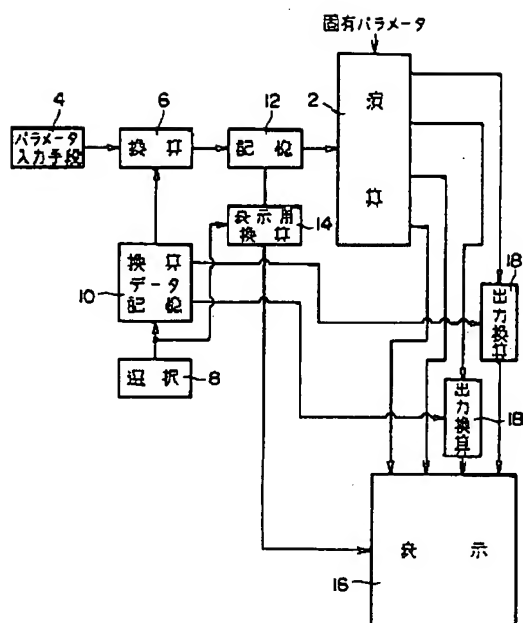 固有パラメータ
4
6
12
2
パラメータ
入力手段
換算
記憶
演算
表示用
換算
14
18
換算
データ
記憶
10
出力換算
選択
8
出力換算
18
表示
16